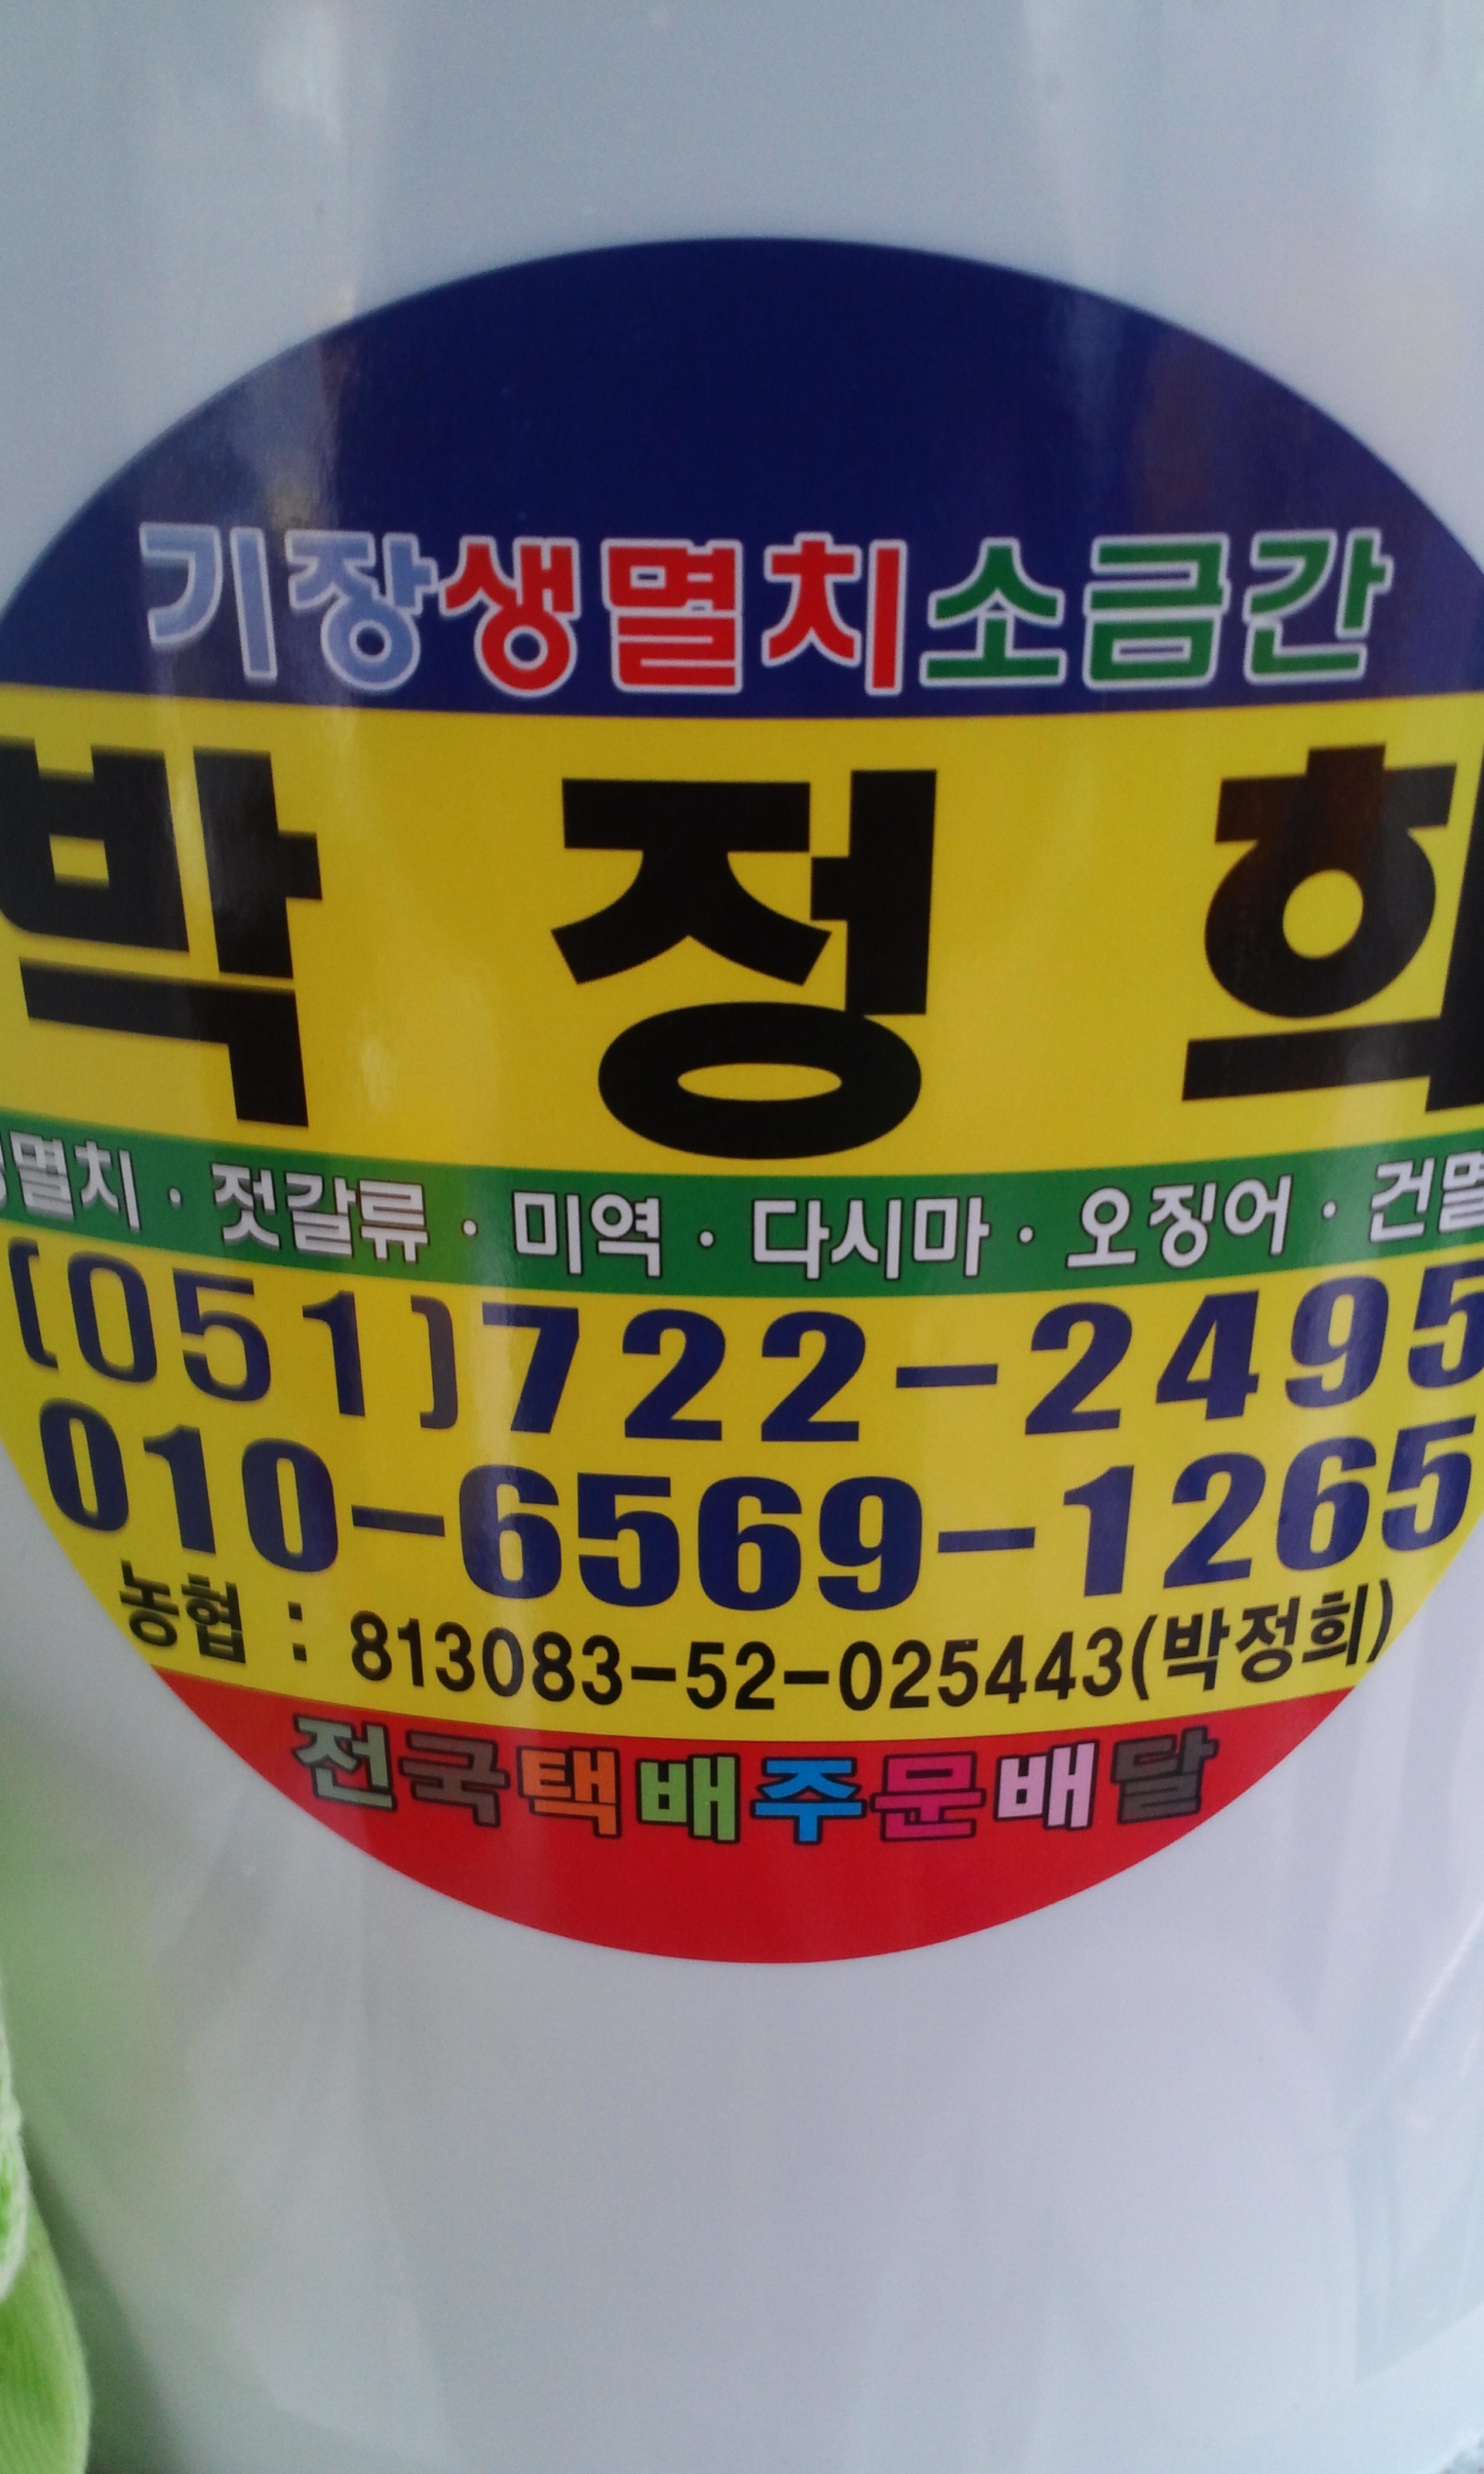 기장생멸치소금간
박정희
생멸치 · 젓갈류 · 미역 · 다시마 · 오징어 · 건멸
(051)722-2495
010-6569-1265
농협 : 813083-52-025443(박정희)
전국택배주문배달